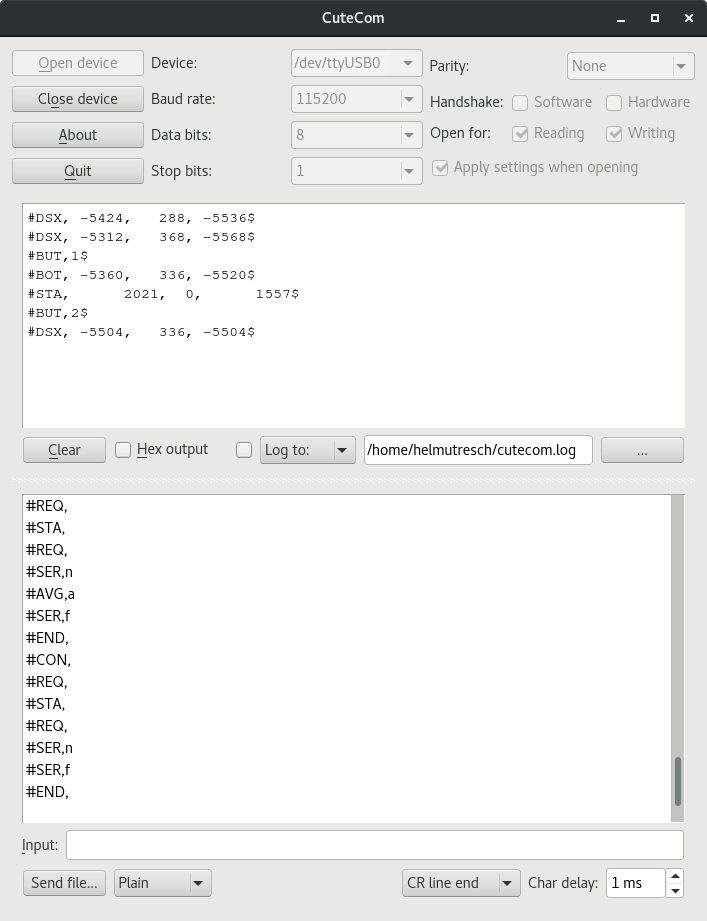 CuteCom
Open device
Device:
/dev/ttyUSB0
Parity:
None
Close device
Baud rate:
115200
Handshake:
Software
Hardware
About
Data bits:
8
Open for:
Reading
Writing
Quit
Stop bits:
1
Apply settings when opening
#DSX, -5424,   288, -5536$
#DSX, -5312,   368, -5568$
#BUT,1$
#BOT, -5360,   336, -5520$
#STA,      2021,  0,      1557$
#BUT,2$
#DSX, -5504,   336, -5504$
Clear
Hex output
Log to:
/home/helmutresch/cutecom.log
...
#REQ,
#STA,
#REQ,
#SER,n
#AVG,a
#SER,f
#END,
#CON,
#REQ,
#STA,
#REQ,
#SER,n
#SER,f
#END,
Input:
Send file...
Plain
CR line end
Char delay:
1 ms